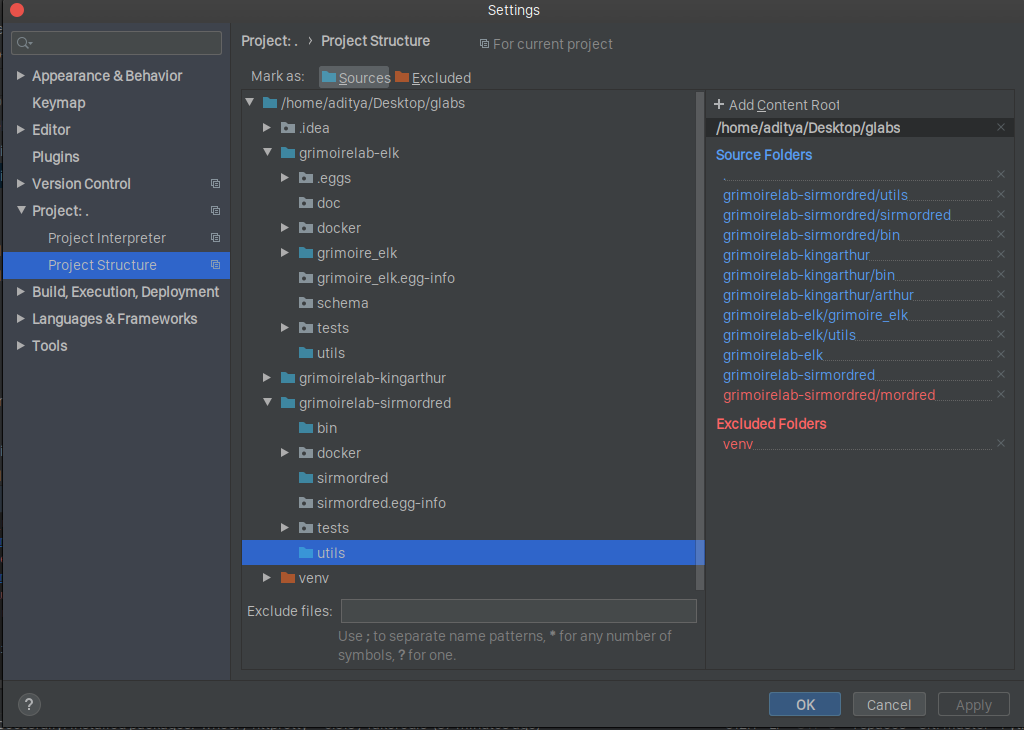 Settings
Project: . › Project Structure
For current project
Appearance & Behavior
Keymap
Editor
Plugins
Version Control
Project: .
Project Interpreter
Project Structure
Build, Execution, Deployment
Languages & Frameworks
Tools
Mark as: Sources Excluded
/home/aditya/Desktop/glabs
.idea
grimoirelab-elk
.eggs
doc
docker
grimoire_elk
grimoire_elk.egg-info
schema
tests
utils
grimoirelab-kingarthur
grimoirelab-sirmordred
bin
docker
sirmordred
sirmordred.egg-info
tests
utils
venv
Exclude files:
Use ; to separate name patterns, * for any number of
symbols, ? for one.
+ Add Content Root
/home/aditya/Desktop/glabs
Source Folders
.
grimoirelab-sirmordred/utils
grimoirelab-sirmordred/sirmordred
grimoirelab-sirmordred/bin
grimoirelab-kingarthur
grimoirelab-kingarthur/bin
grimoirelab-kingarthur/arthur
grimoirelab-elk/grimoire_elk
grimoirelab-elk/utils
grimoirelab-elk
grimoirelab-sirmordred
grimoirelab-sirmordred/mordred
Excluded Folders
venv
?
OK
Cancel
Apply